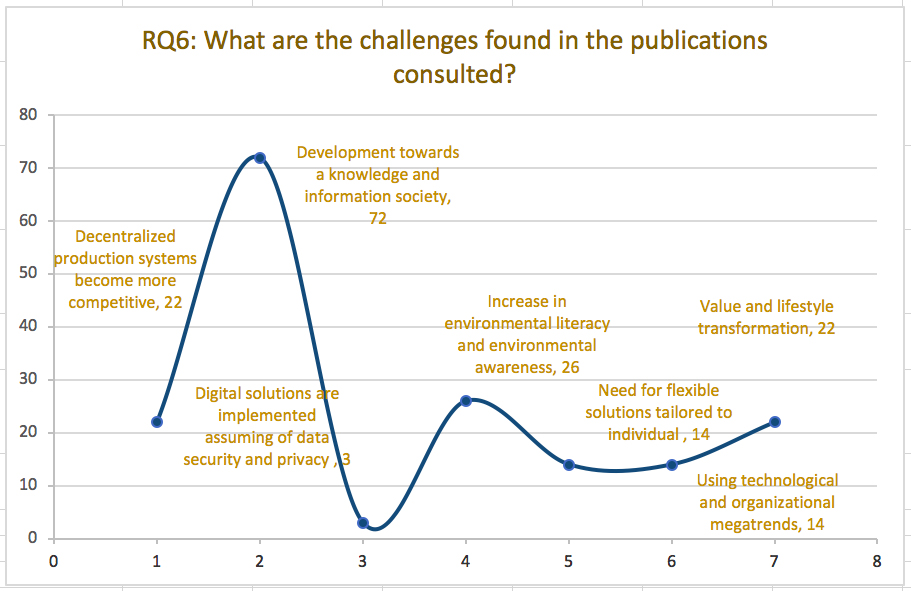 RQ6: What are the challenges found in the publications
consulted?
80
70
60
50
40
30
20
10
0
Decentralized
production systems
become more
competitive, 22
Development towards
a knowledge and
information society,
72
Digital solutions are
implemented
assuming of data
security and privacy , 3
Increase in
environmental literacy
and environmental
awareness, 26
Need for flexible
solutions tailored to
individual , 14
Using technological
and organizational
megatrends, 14
Value and lifestyle
transformation, 22
0 1 2 3 4 5 6 7 8